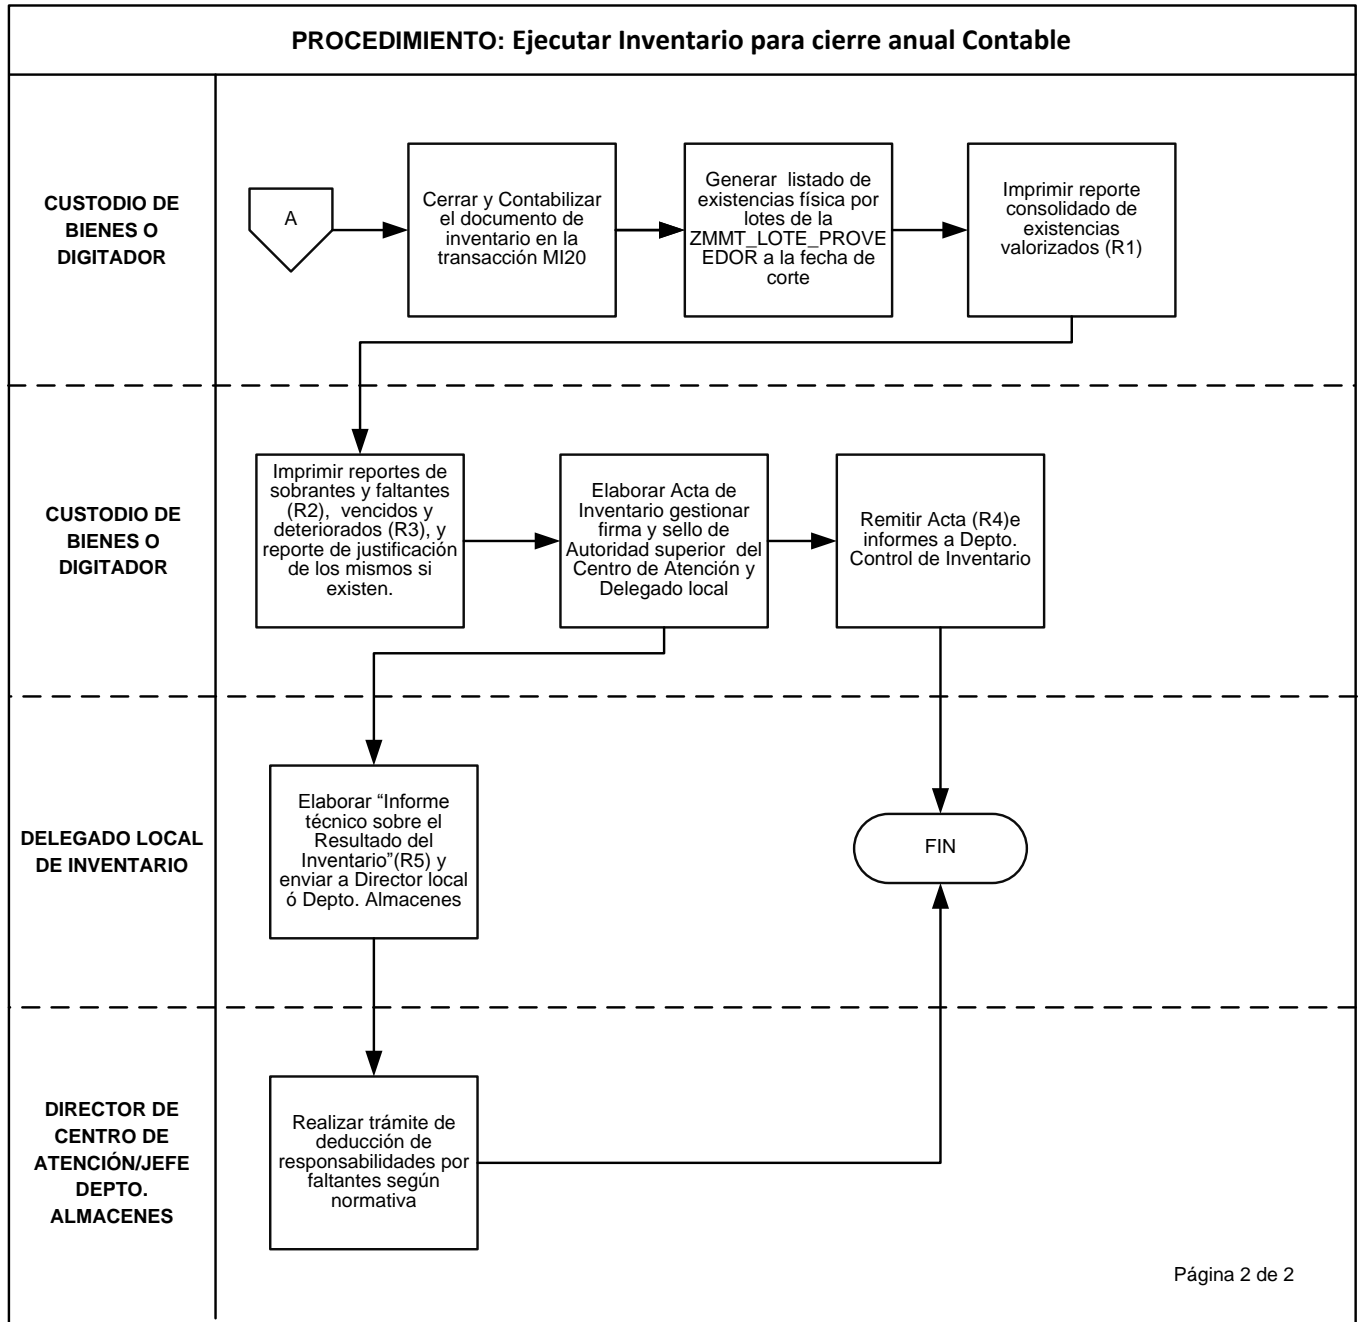 PROCEDIMIENTO: Ejecutar Inventario para cierre anual Contable
CUSTODIO DE
BIENES O
DIGITADOR
A
Cerrar y Contabilizar
el documento de
inventario en la
transacción MI20
Generar listado de
existencias física por
lotes de la
ZMMT_LOTE_PROVE
EDOR a la fecha de
corte
Imprimir reporte
consolidado de
existencias
valorizados (R1)
CUSTODIO DE
BIENES O
DIGITADOR
Imprimir reportes de
sobrantes y faltantes
(R2), vencidos y
deteriorados (R3), y
reporte de justificación
de los mismos si
existen.
Elaborar Acta de
Inventario gestionar
firma y sello de
Autoridad superior del
Centro de Atención y
Delegado local
Remitir Acta (R4)e
informes a Depto.
Control de Inventario
DELEGADO LOCAL
DE INVENTARIO
Elaborar “Informe
técnico sobre el
Resultado del
Inventario”(R5) y
enviar a Director local
ó Depto. Almacenes
FIN
DIRECTOR DE
CENTRO DE
ATENCIÓN/JEFE
DEPTO.
ALMACENES
Realizar trámite de
deducción de
responsabilidades por
faltantes según
normativa
Página 2 de 2